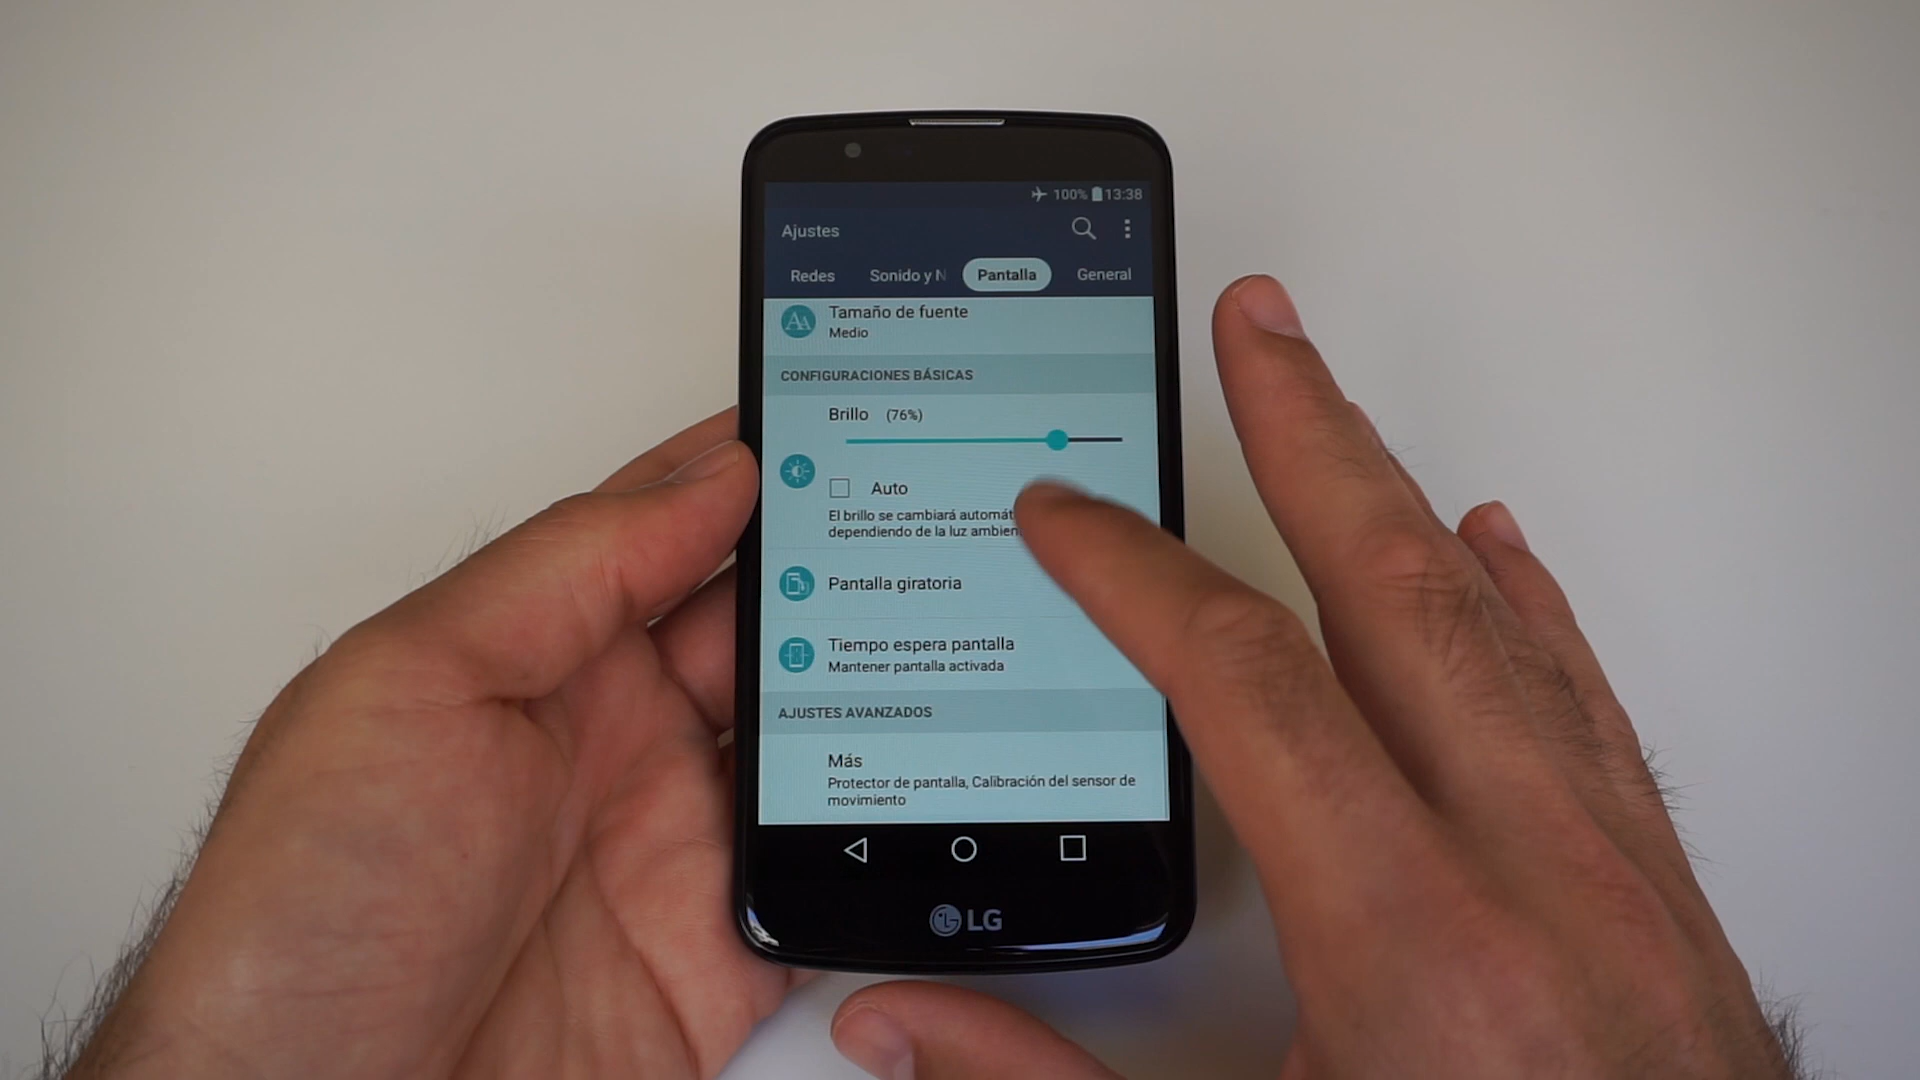 100% 13:38
Ajustes
Redes Sonido y N Pantalla General
Tamaño de fuente
Medio
CONFIGURACIONES BÁSICAS
Brillo (76%)
Auto
El brillo se cambiará automát
dependiendo de la luz ambien
Pantalla giratoria
Tiempo espera pantalla
Mantener pantalla activada
AJUSTES AVANZADOS
Más
Protector de pantalla, Calibración del sensor de
movimiento
LG